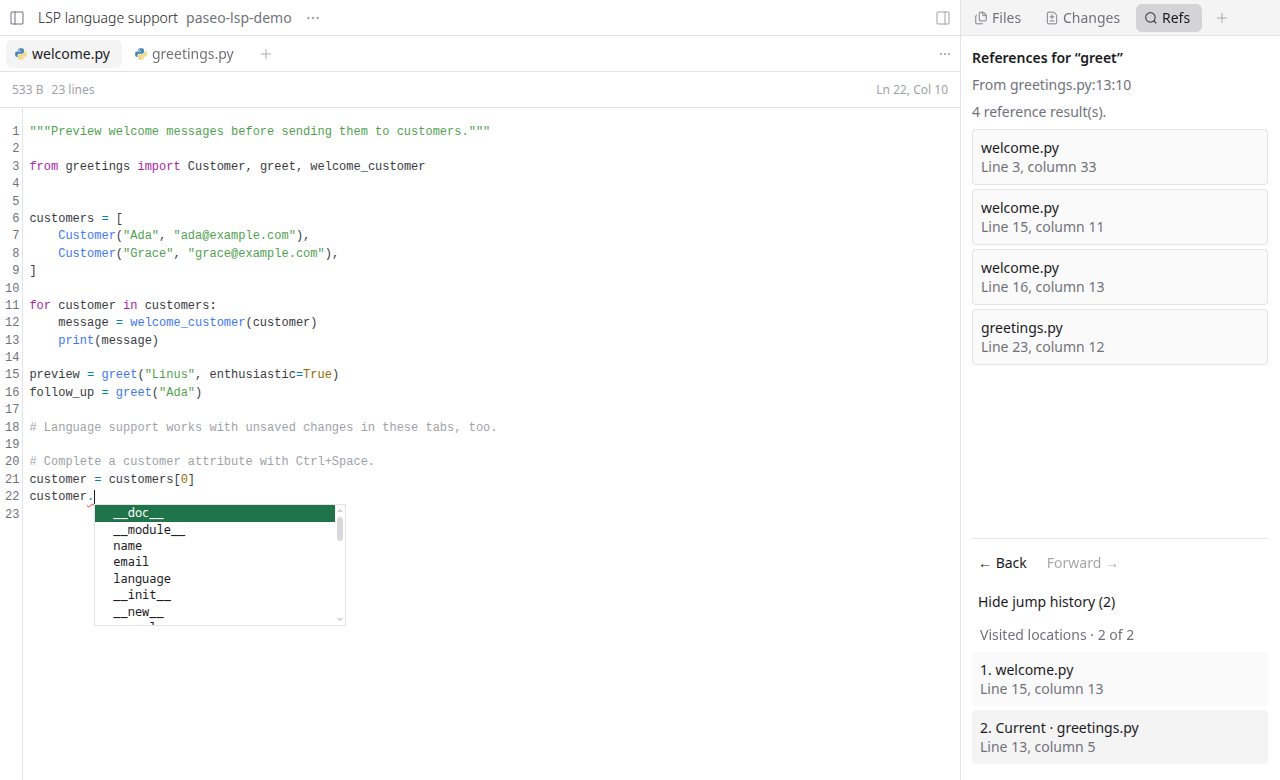 LSP language support paseo-lsp-demo ···
Files Changes Refs +
welcome.py greetings.py + ···
533 B 23 lines Ln 22, Col 10
1 """Preview welcome messages before sending them to customers."""
2
3 from greetings import Customer, greet, welcome_customer
4
5
6 customers = [
7     Customer("Ada", "ada@example.com"),
8     Customer("Grace", "grace@example.com"),
9 ]
10
11 for customer in customers:
12     message = welcome_customer(customer)
13     print(message)
14
15 preview = greet("Linus", enthusiastic=True)
16 follow_up = greet("Ada")
17
18 # Language support works with unsaved changes in these tabs, too.
19
20 # Complete a customer attribute with Ctrl+Space.
21 customer = customers[0]
22 customer.
23
__doc__
__module__
name
email
language
__init__
__new__
References for “greet”
From greetings.py:13:10
4 reference result(s).
welcome.py
Line 3, column 33
welcome.py
Line 15, column 11
welcome.py
Line 16, column 13
greetings.py
Line 23, column 12
← Back Forward →
Hide jump history (2)
Visited locations · 2 of 2
1. welcome.py
Line 15, column 13
2. Current · greetings.py
Line 13, column 5